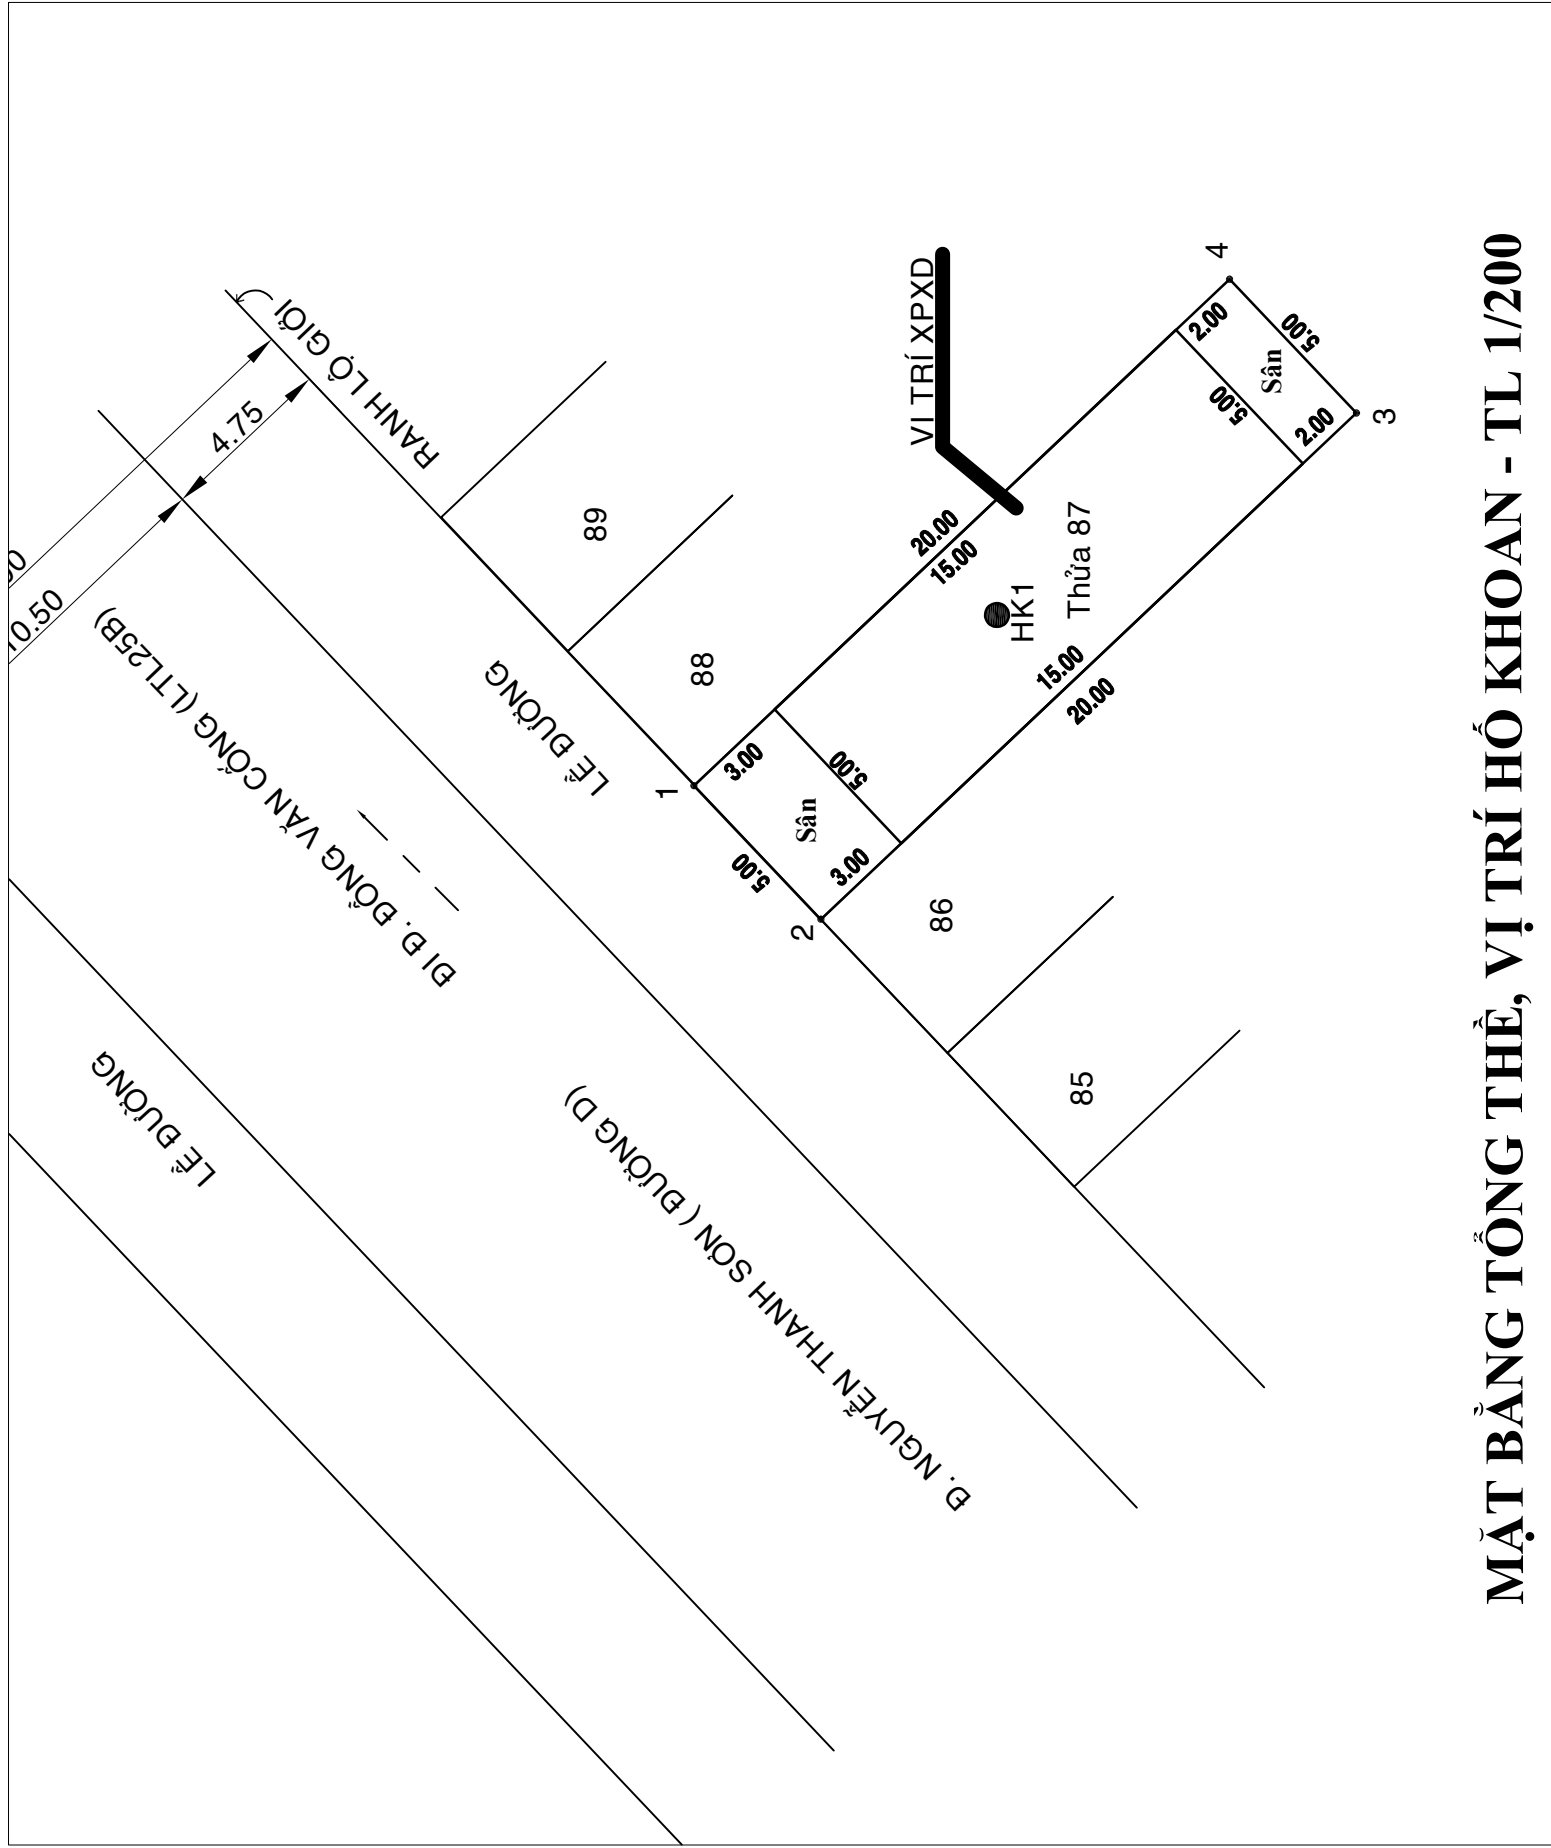 4.75
RANH LỘ GIỚI
ĐI Đ. ĐỒNG VĂN CỐNG (LTL25B)
LỀ ĐƯỜNG
LỀ ĐƯỜNG
Đ. NGUYỄN THANH SƠN ( ĐƯỜNG D)
89
88
86
85
1
2
3
4
VỊ TRÍ XPXD
HK1
Thửa 87
Sân
Sân
5.00
3.00
3.00
5.00
20.00
15.00
15.00
20.00
5.00
2.00
2.00
5.00
MẶT BẰNG TỔNG THỂ, VỊ TRÍ HỐ KHOAN - TL 1/200